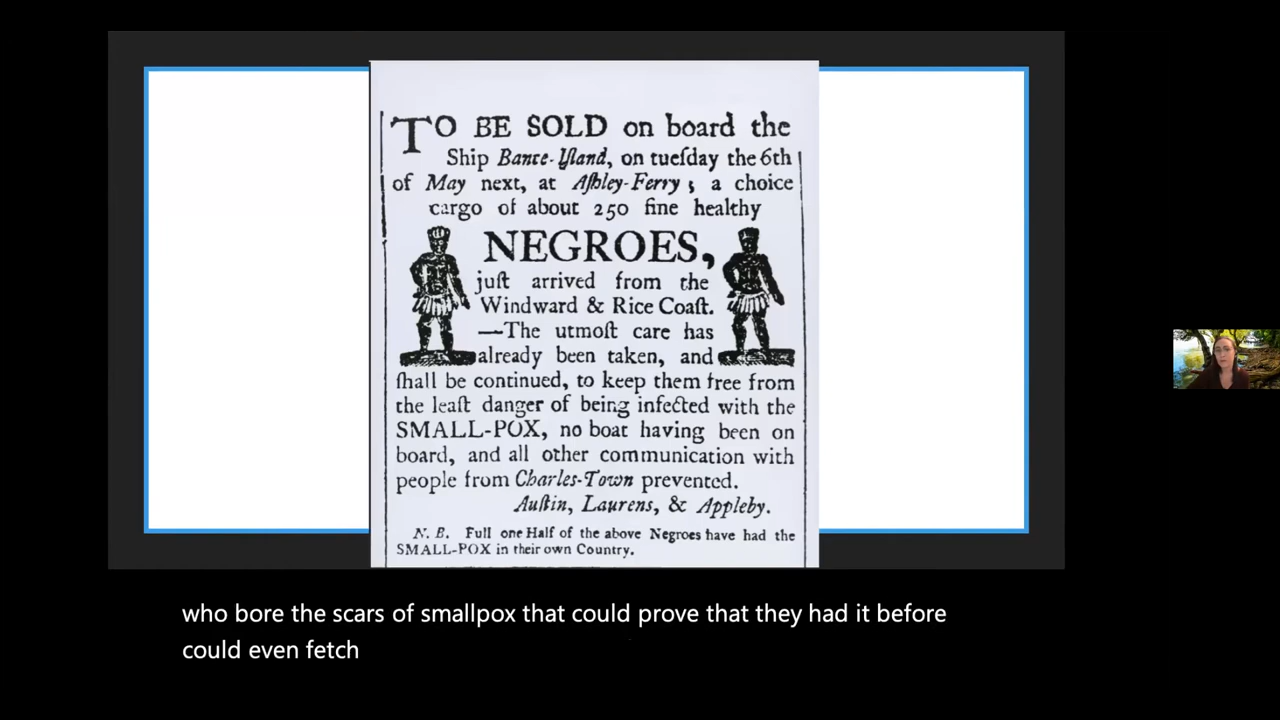 TO BE SOLD on board the
Ship Bance-Iſland, on tueſday the 6th
of May next, at Aſhley-Ferry; a choice
cargo of about 250 fine healthy
NEGROES,
juſt arrived from the
Windward & Rice Coaſt.
—The utmoſt care has
already been taken, and
ſhall be continued, to keep them free from
the leaſt danger of being infected with the
SMALL-POX, no boat having been on
board, and all other communication with
people from Charles-Town prevented.
Auſtin, Laurens, & Appleby.
N. B. Full one Half of the above Negroes have had the
SMALL-POX in their own Country.
who bore the scars of smallpox that could prove that they had it before
could even fetch